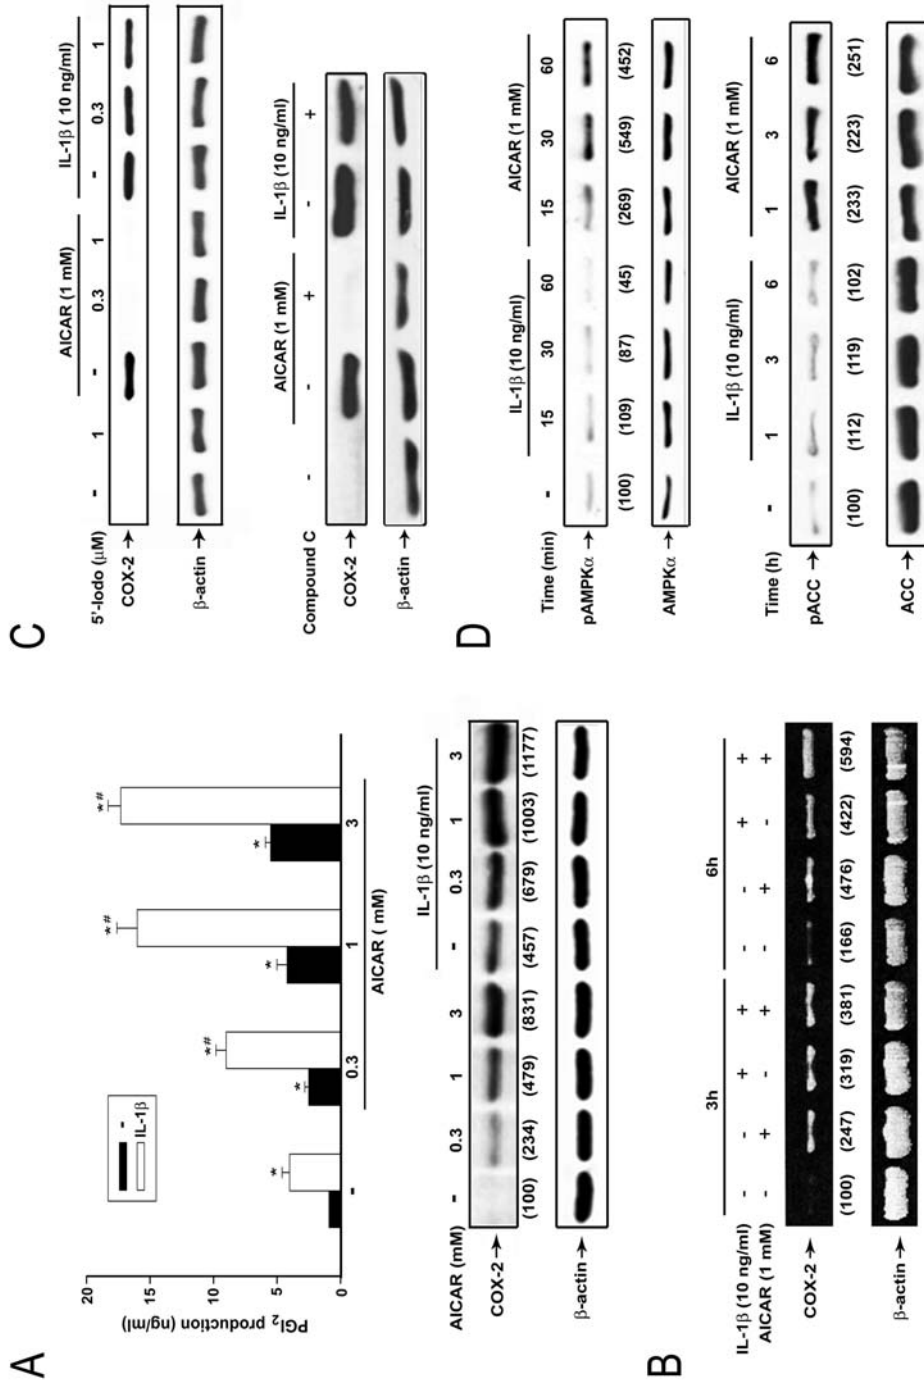 A
20
15
10
5
0
PGI2 production (ng/ml)
-
IL-1β
*
*
*#
*
*#
*
*#
- 0.3 1 3
AICAR ( mM)
IL-1β (10 ng/ml)
AICAR (mM) - 0.3 1 3 - 0.3 1 3
COX-2 →
(100) (234) (479) (831) (457) (679) (1003) (1177)
β-actin →
B
3h 6h
IL-1β (10 ng/ml) - - + + - - + +
AICAR (1 mM) - + - + - + - +
COX-2 →
(100) (247) (319) (381) (166) (476) (422) (594)
β-actin →
C
AICAR (1 mM) IL-1β ( 10 ng/ml)
5'-Iodo (μM) - 1 - 0.3 1 - 0.3 1
COX-2 →
β-actin →
AICAR (1 mM) IL-1β (10 ng/ml)
Compound C - - + - +
COX-2 →
β-actin →
D
IL-1β (10 ng/ml) AICAR (1 mM)
Time (min) - 15 30 60 15 30 60
pAMPKα →
(100) (109) (87) (45) (269) (549) (452)
AMPKα →
IL-1β (10 ng/ml) AICAR (1 mM)
Time (h) - 1 3 6 1 3 6
pACC →
(100) (112) (119) (102) (233) (223) (251)
ACC →